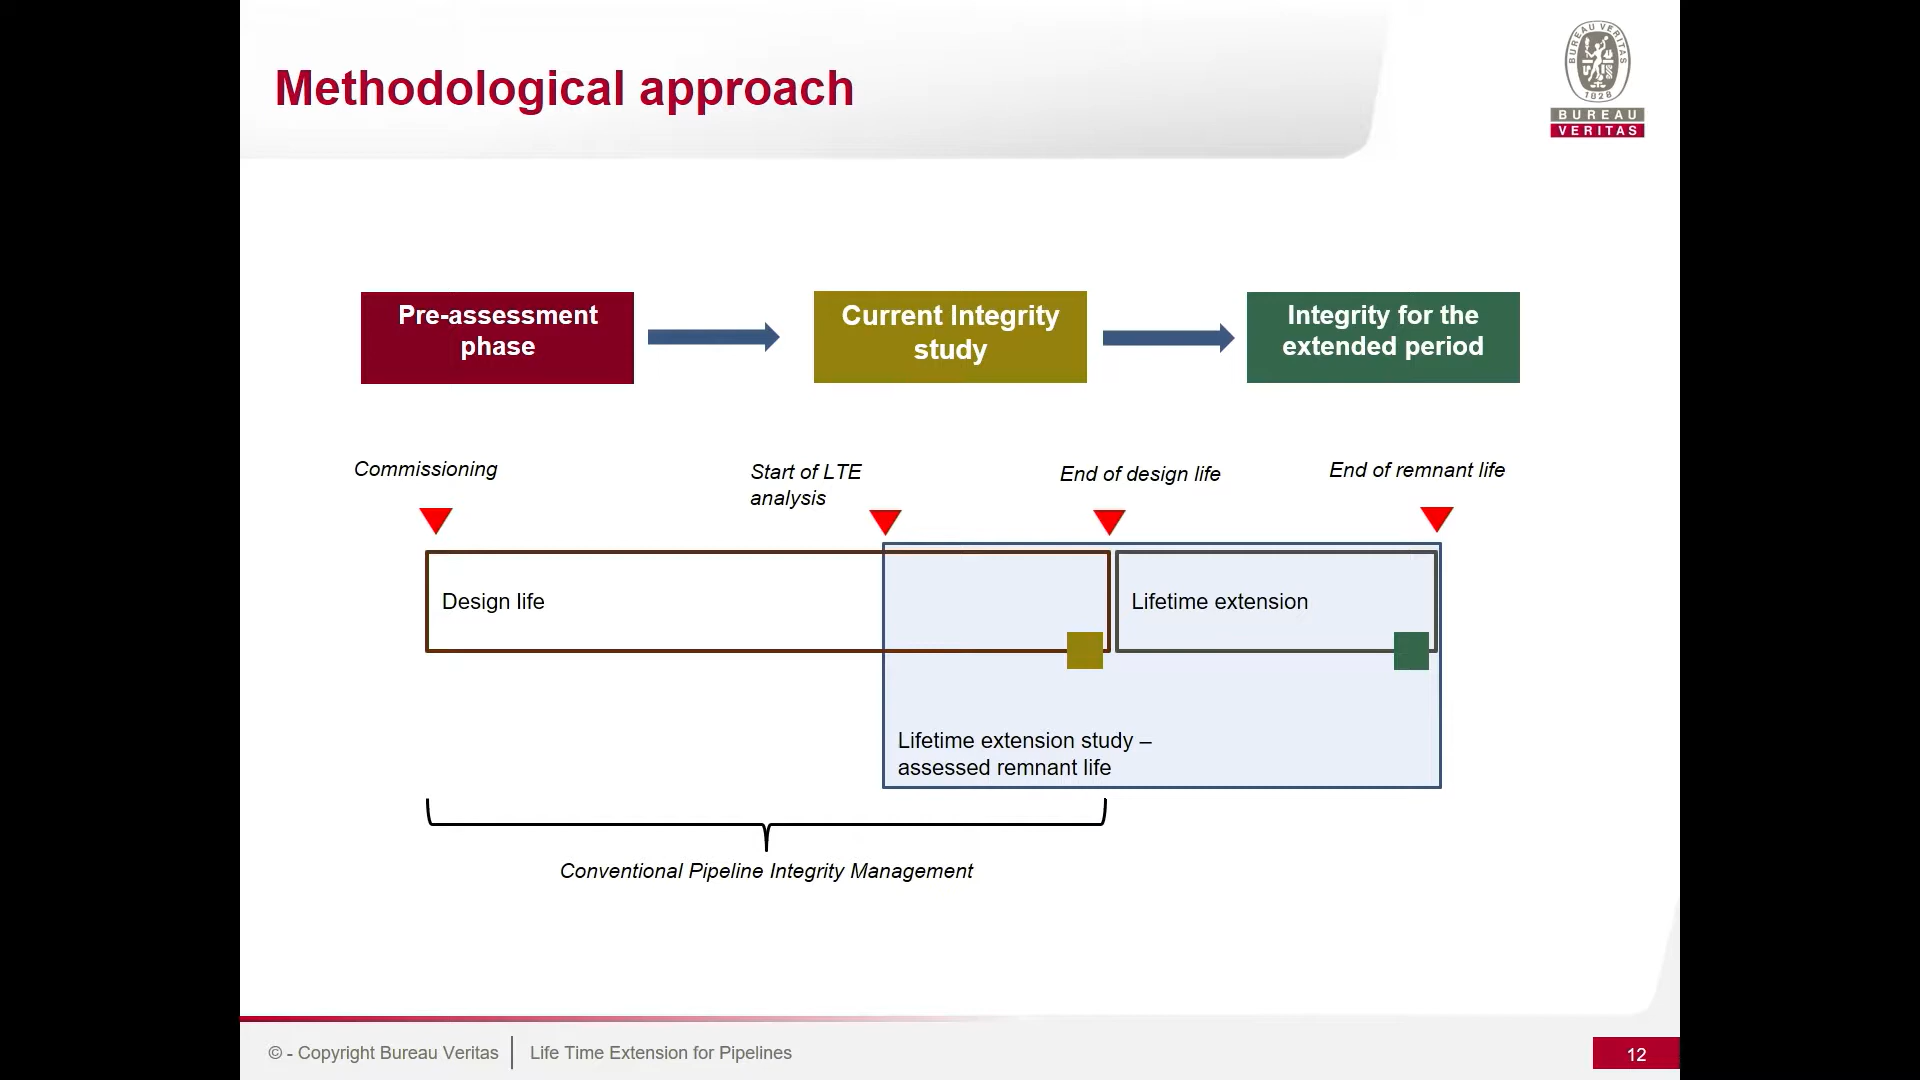 Methodological approach
BUREAU VERITAS
1828
BUREAU
VERITAS
Pre-assessment
phase
Current Integrity
study
Integrity for the
extended period
Commissioning
Start of LTE
analysis
End of design life
End of remnant life
Design life
Lifetime extension
Lifetime extension study –
assessed remnant life
Conventional Pipeline Integrity Management
© - Copyright Bureau Veritas
Life Time Extension for Pipelines
12